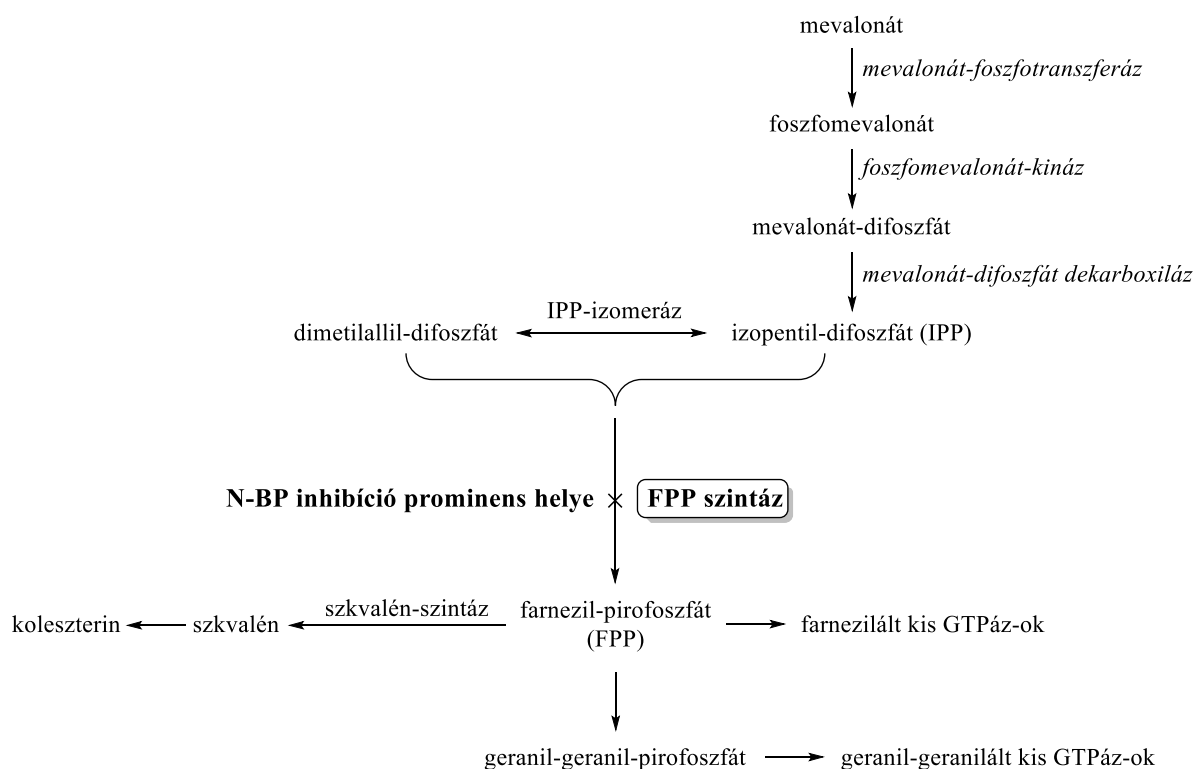 mevalonát
mevalonát-foszfotranszferáz
foszfomevalonát
foszfomevalonát-kináz
mevalonát-difoszfát
mevalonát-difoszfát dekarboxiláz
IPP-izomeráz
dimetilallil-difoszfát
izopentil-difoszfát (IPP)
N-BP inhibíció prominens helye
FPP szintáz
koleszterin
szkvalén
szkvalén-szintáz
farnezil-pirofoszfát
(FPP)
farnezilált kis GTPáz-ok
geranil-geranil-pirofoszfát
geranil-geranilált kis GTPáz-ok